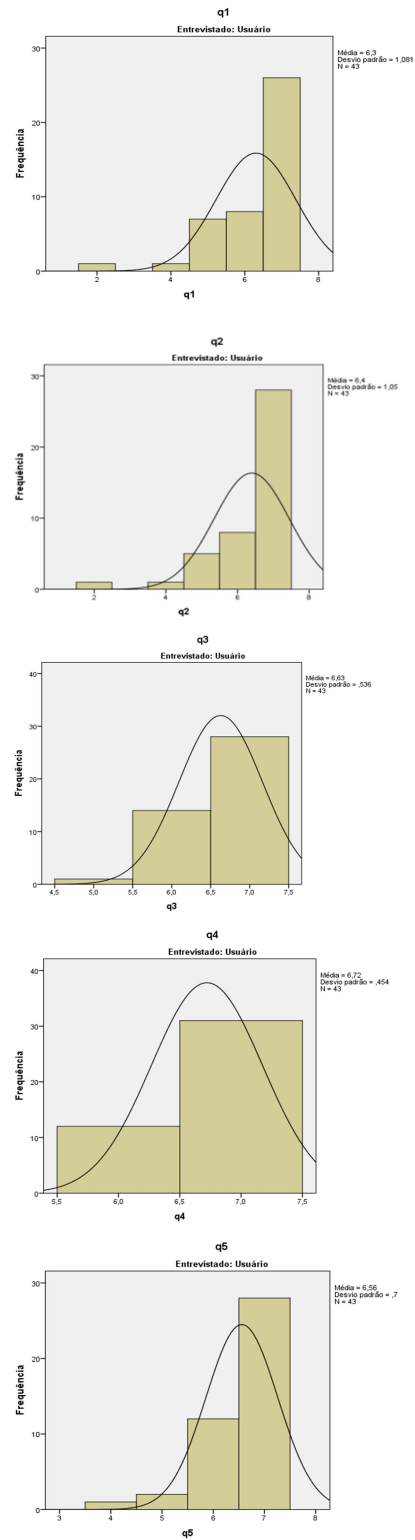 q1
Entrevistado: Usuário
Média = 6,3
Desvio padrão = 1,081
N = 43
30
20
10
0
Frequência
2
4
6
8
q1
q2
Entrevistado: Usuário
Média = 6,4
Desvio padrão = 1,05
N = 43
30
20
10
0
Frequência
2
4
6
8
q2
q3
Entrevistado: Usuário
Média = 6,63
Desvio padrão = ,536
N = 43
40
30
20
10
0
Frequência
4,5
5,0
5,5
6,0
6,5
7,0
7,5
q3
q4
Entrevistado: Usuário
Média = 6,72
Desvio padrão = ,454
N = 43
40
30
20
10
0
Frequência
5,5
6,0
6,5
7,0
7,5
q4
q5
Entrevistado: Usuário
Média = 6,56
Desvio padrão = ,7
N = 43
30
20
10
0
Frequência
3
4
5
6
7
8
q5